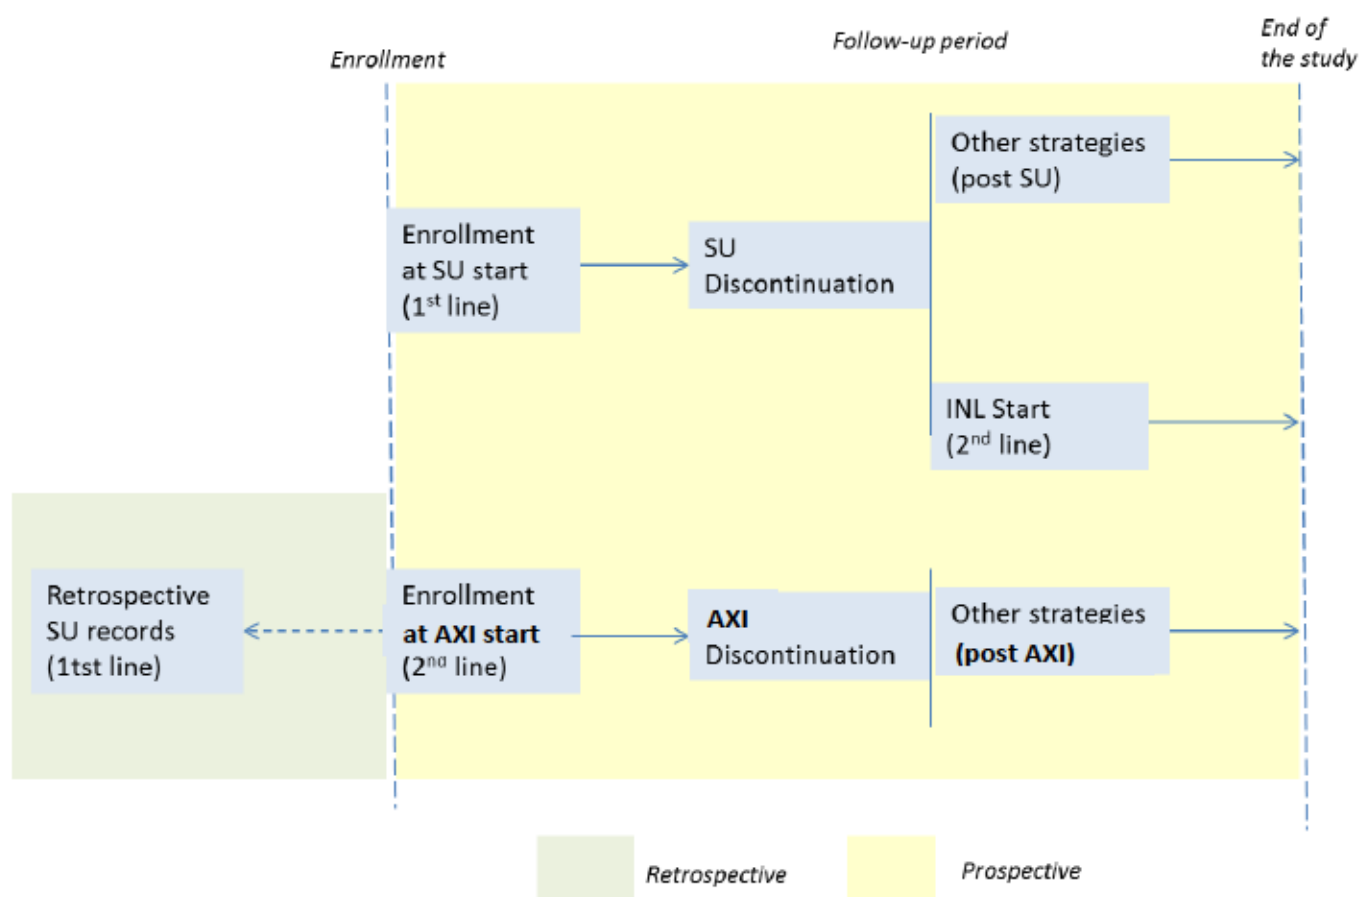 Enrollment
Follow-up period
End of
the study
Other strategies
(post SU)
Enrollment
at SU start
(1st line)
SU
Discontinuation
INL Start
(2nd line)
Retrospective
SU records
(1tst line)
Enrollment
at AXI start
(2nd line)
AXI
Discontinuation
Other strategies
(post AXI)
Retrospective
Prospective